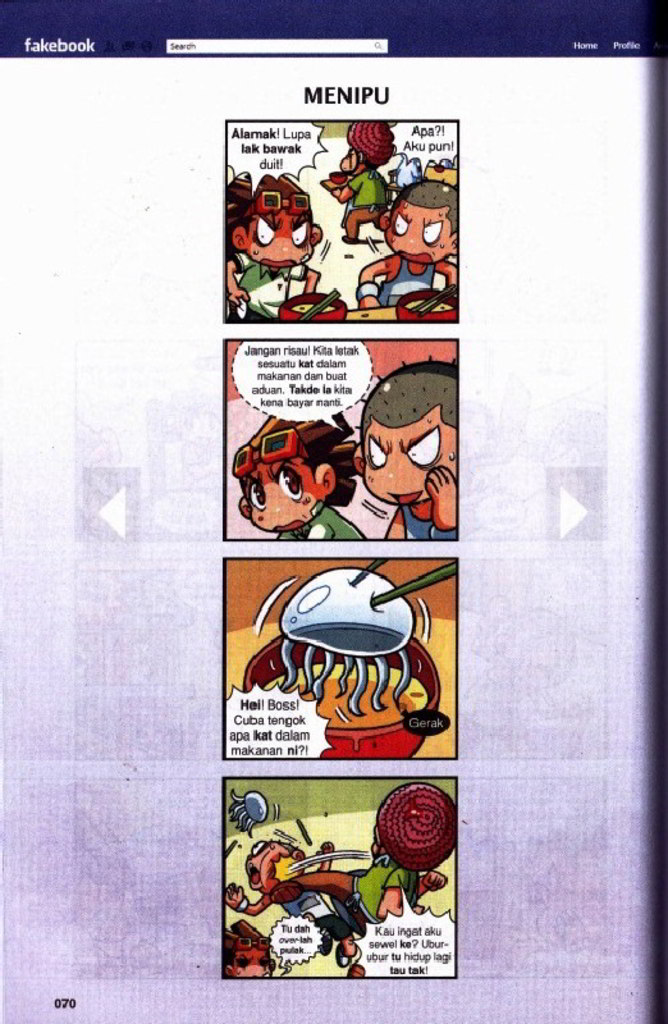 fakebook
Search
Home Profile
MENIPU
Alamak! Lupa
lak bawak
duit!
Apa?!
Aku pun!
Jangan risau! Kita letak
sesuatu kat dalam
makanan dan buat
aduan. Takde la kita
kena bayar nanti.
Hei! Boss!
Cuba tengok
apa kat dalam
makanan ni?!
Gerak
Tu dah
over-lah
pulak...
Kau ingat aku
sewel ke? Ubur-
ubur tu hidup lagi
tau tak!
070